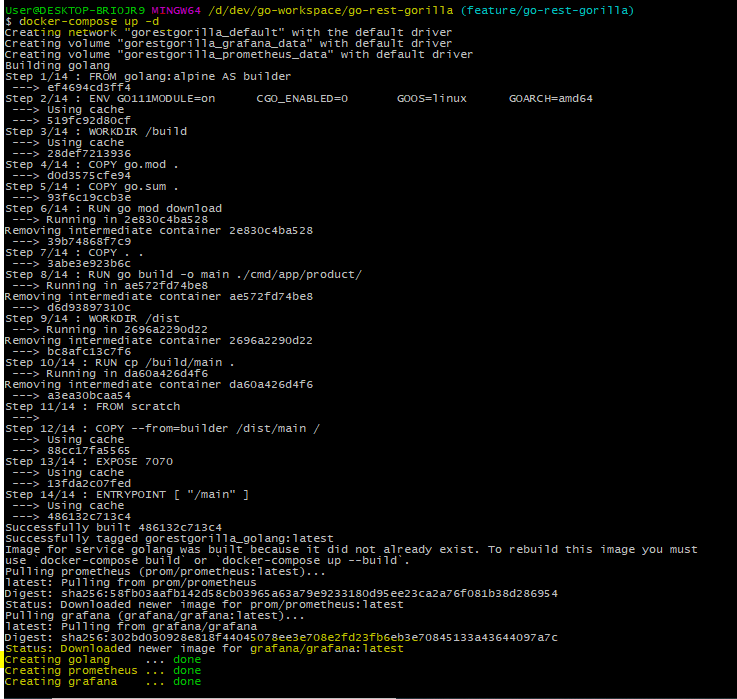 User@DESKTOP-BRIOJR9 MINGW64 /d/dev/go-workspace/go-rest-gorilla (feature/go-rest-gorilla)
$ docker-compose up -d
Creating network "gorestgorilla_default" with the default driver
Creating volume "gorestgorilla_grafana_data" with default driver
Creating volume "gorestgorilla_prometheus_data" with default driver
Building golang
Step 1/14 : FROM golang:alpine AS builder
 ---> ef4694cd3ff4
Step 2/14 : ENV GO111MODULE=on      CGO_ENABLED=0       GOOS=linux      GOARCH=amd64
 ---> Using cache
 ---> 519fc92d80cf
Step 3/14 : WORKDIR /build
 ---> Using cache
 ---> 28def7213936
Step 4/14 : COPY go.mod .
 ---> d0d3575cfe94
Step 5/14 : COPY go.sum .
 ---> 93f6c19ccb3e
Step 6/14 : RUN go mod download
 ---> Running in 2e830c4ba528
Removing intermediate container 2e830c4ba528
 ---> 39b74868f7c9
Step 7/14 : COPY . .
 ---> 3abe3e923b6c
Step 8/14 : RUN go build -o main ./cmd/app/product/
 ---> Running in ae572fd74be8
Removing intermediate container ae572fd74be8
 ---> d6d93897310c
Step 9/14 : WORKDIR /dist
 ---> Running in 2696a2290d22
Removing intermediate container 2696a2290d22
 ---> bc8afc13c7f6
Step 10/14 : RUN cp /build/main .
 ---> Running in da60a426d4f6
Removing intermediate container da60a426d4f6
 ---> a3ea30bcaa54
Step 11/14 : FROM scratch
 --->
Step 12/14 : COPY --from=builder /dist/main /
 ---> Using cache
 ---> 88cc17fa5565
Step 13/14 : EXPOSE 7070
 ---> Using cache
 ---> 13fda2c07fed
Step 14/14 : ENTRYPOINT [ "/main" ]
 ---> Using cache
 ---> 486132c713c4
Successfully built 486132c713c4
Successfully tagged gorestgorilla_golang:latest
Image for service golang was built because it did not already exist. To rebuild this image you must
use `docker-compose build` or `docker-compose up --build`.
Pulling prometheus (prom/prometheus:latest)...
latest: Pulling from prom/prometheus
Digest: sha256:58fb03aafb142d58cb03965a63a79e9233180d95ee23ca2a76f081b38d286954
Status: Downloaded newer image for prom/prometheus:latest
Pulling grafana (grafana/grafana:latest)...
latest: Pulling from grafana/grafana
Digest: sha256:302bd030928e818f44045078ee3e708e2fd23fb6eb3e70845133a43644097a7c
Status: Downloaded newer image for grafana/grafana:latest
Creating golang     ... done
Creating prometheus ... done
Creating grafana    ... done